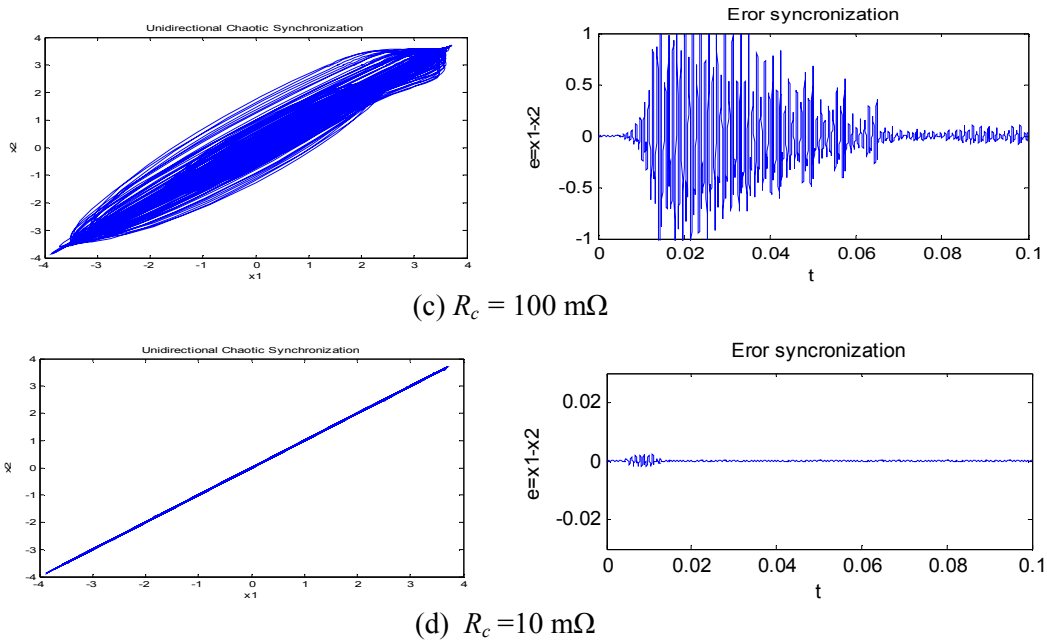 Unidirectional Chaotic Synchronization
4
3
2
1
0
-1
-2
-3
-4
x2
-4 -3 -2 -1 0 1 2 3 4
x1
Eror syncronization
1
0.5
0
-0.5
-1
e=x1-x2
0 0.02 0.04 0.06 0.08 0.1
t
(c) Rc = 100 mΩ
Unidirectional Chaotic Synchronization
4
3
2
1
0
-1
-2
-3
-4
x2
-4 -3 -2 -1 0 1 2 3 4
x1
Eror syncronization
0.02
0
-0.02
e=x1-x2
0 0.02 0.04 0.06 0.08 0.1
t
(d) Rc =10 mΩ